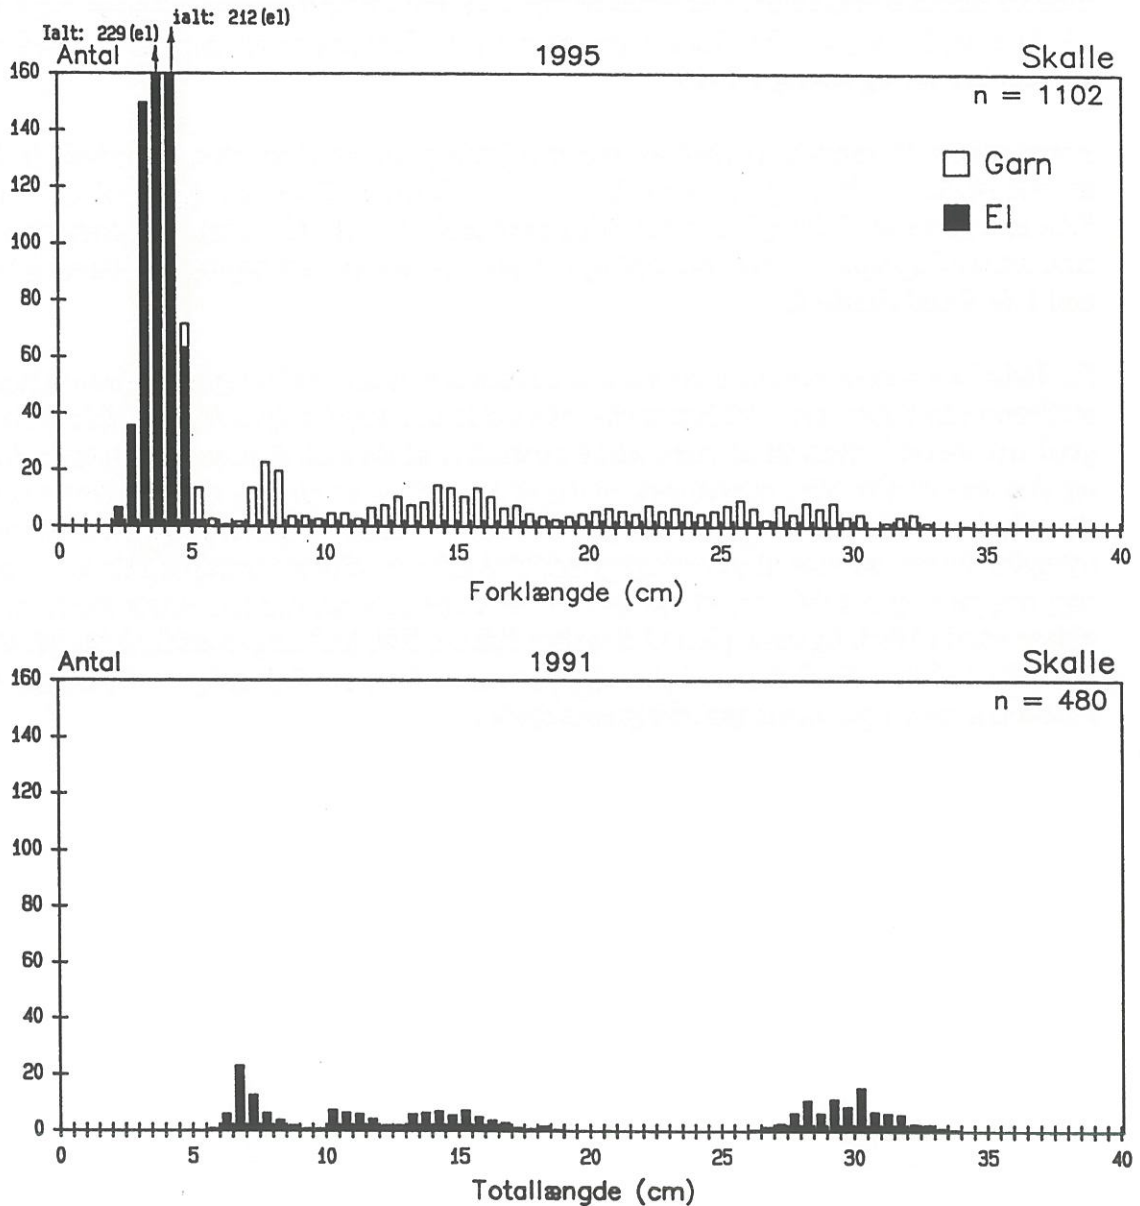 Ialt: 229(el) ialt: 212(el)
Antal 1995 Skalle
n = 1102
Garn
El
160
140
120
100
80
60
40
20
0
0 5 10 15 20 25 30 35 40
Forklængde (cm)
Antal 1991 Skalle
n = 480
160
140
120
100
80
60
40
20
0
0 5 10 15 20 25 30 35 40
Totallængde (cm)